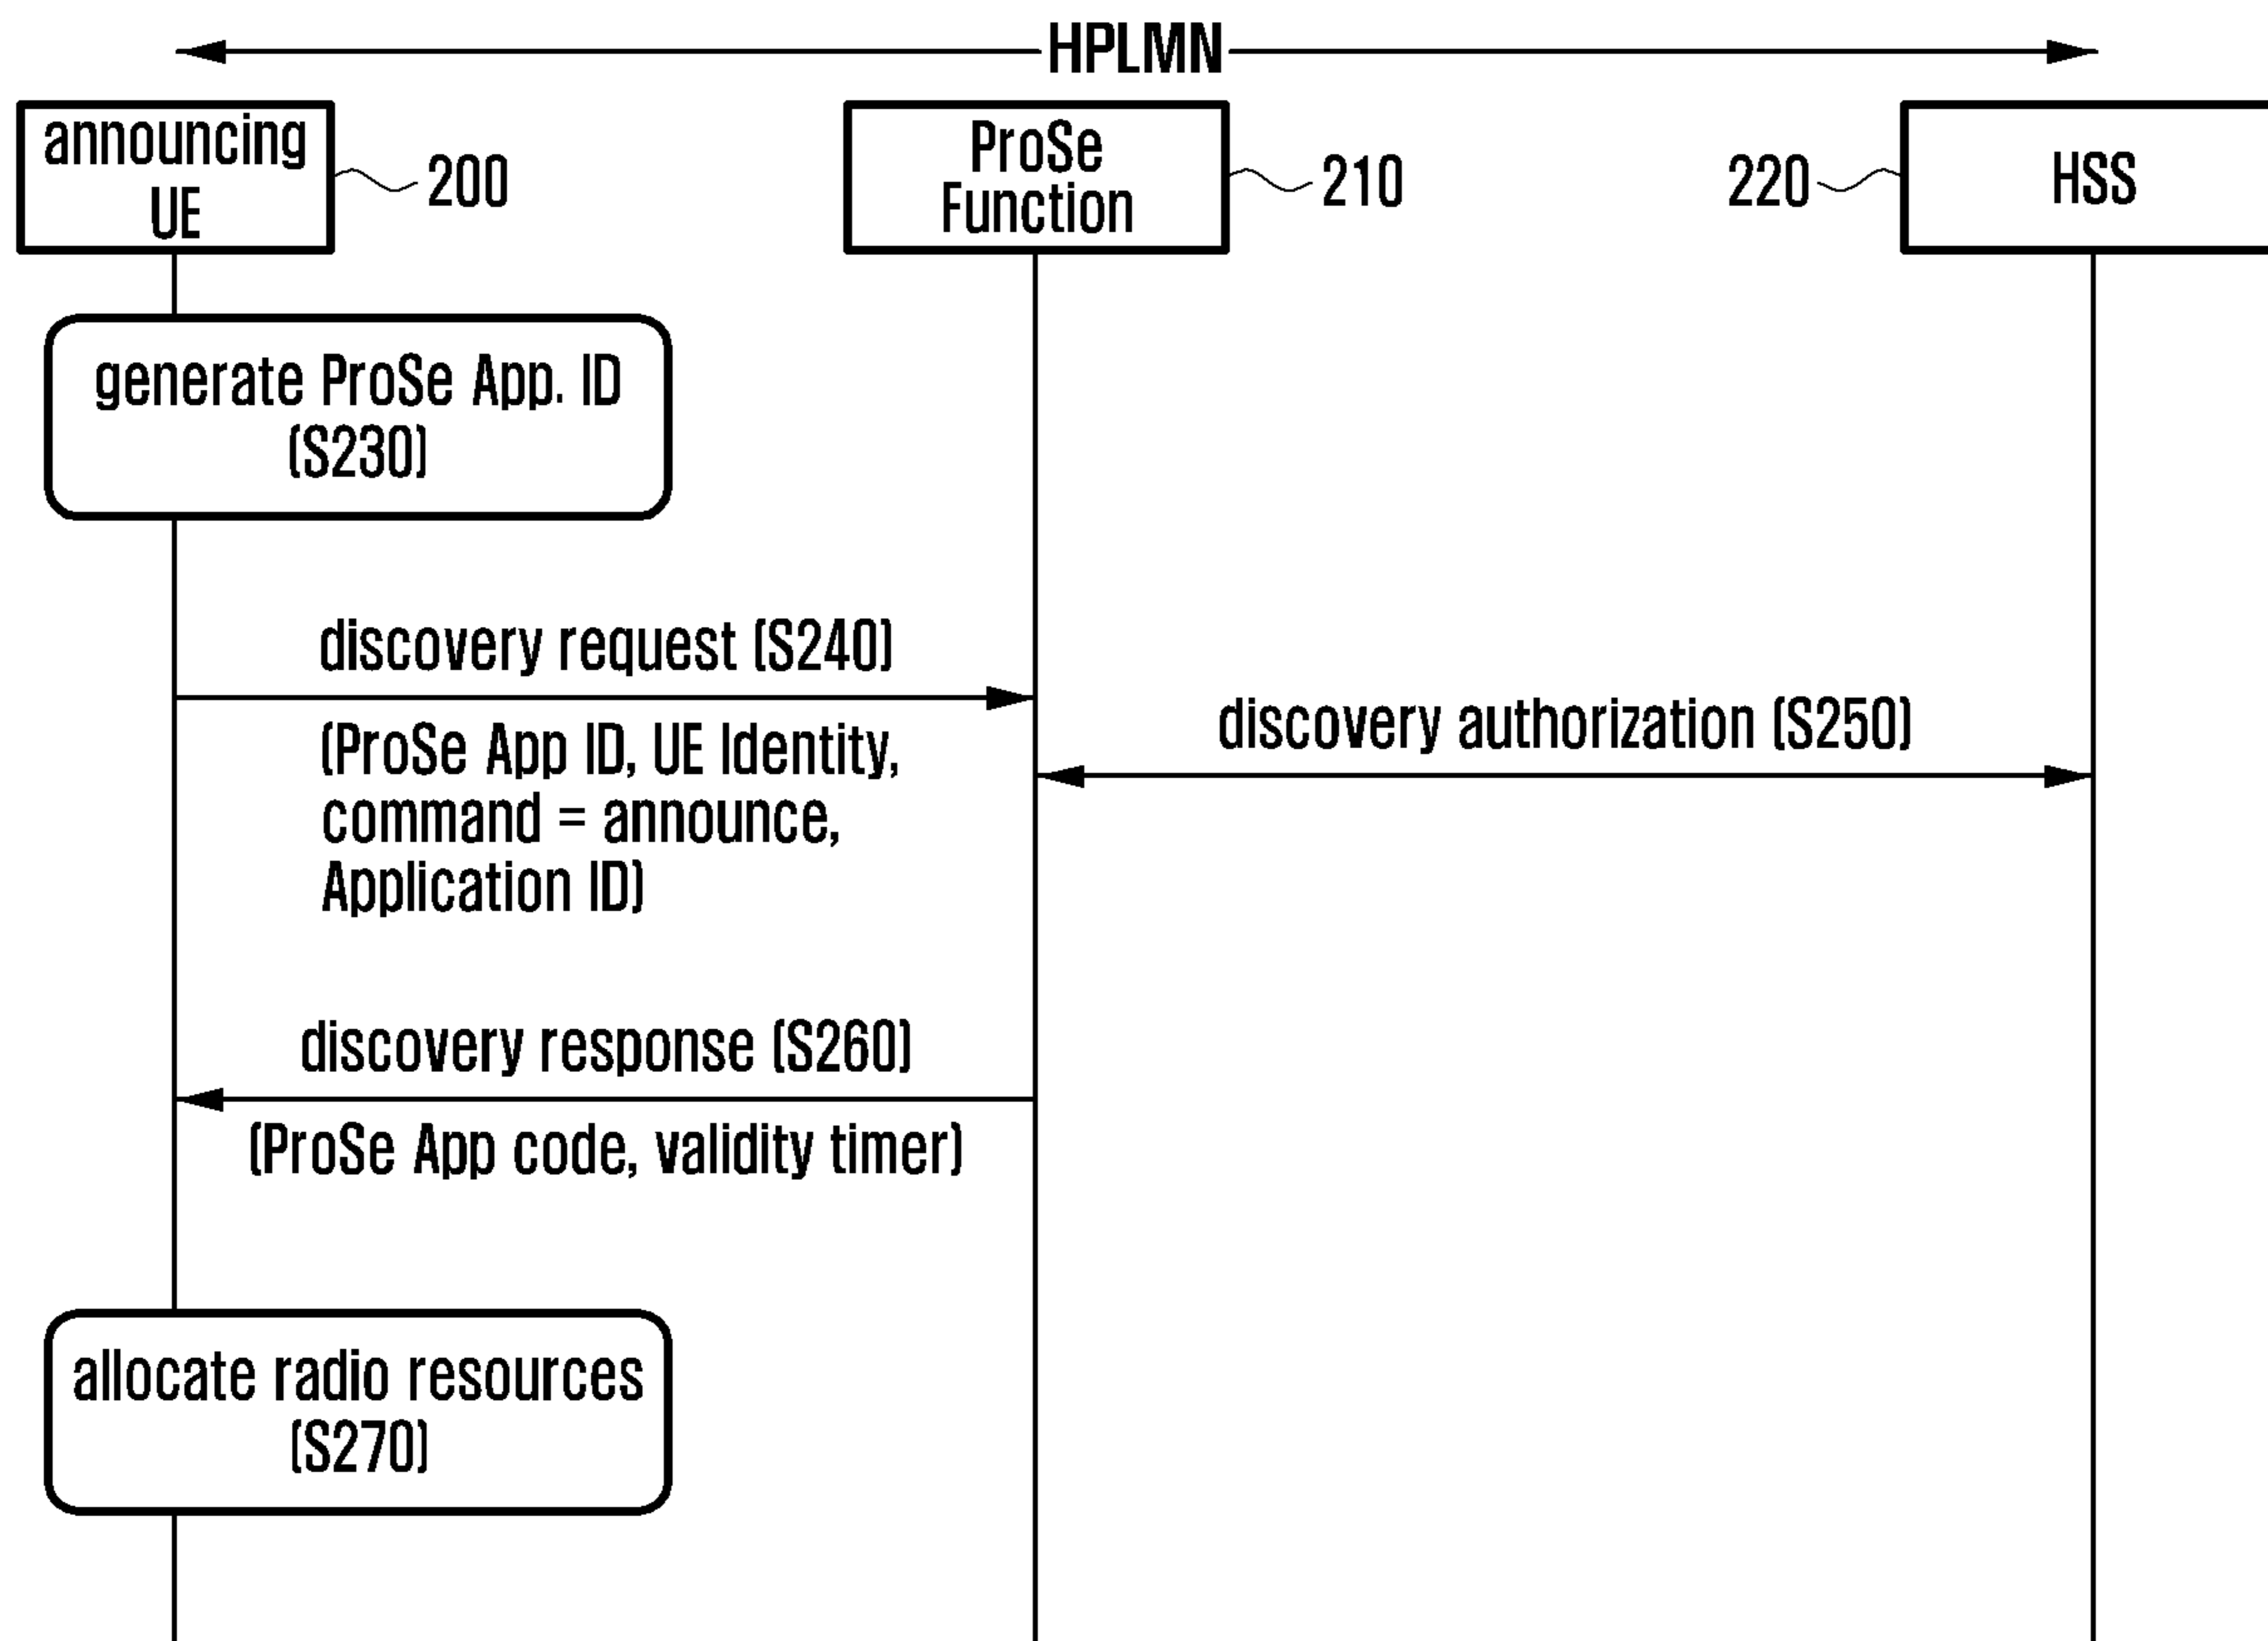 HPLMN
announcing
UE
200
ProSe
Function
210
220
HSS
generate ProSe App. ID
(S230)
discovery request (S240)
(ProSe App ID, UE Identity,
command = announce,
Application ID)
discovery authorization (S250)
discovery response (S260)
(ProSe App code, validity timer)
allocate radio resources
(S270)